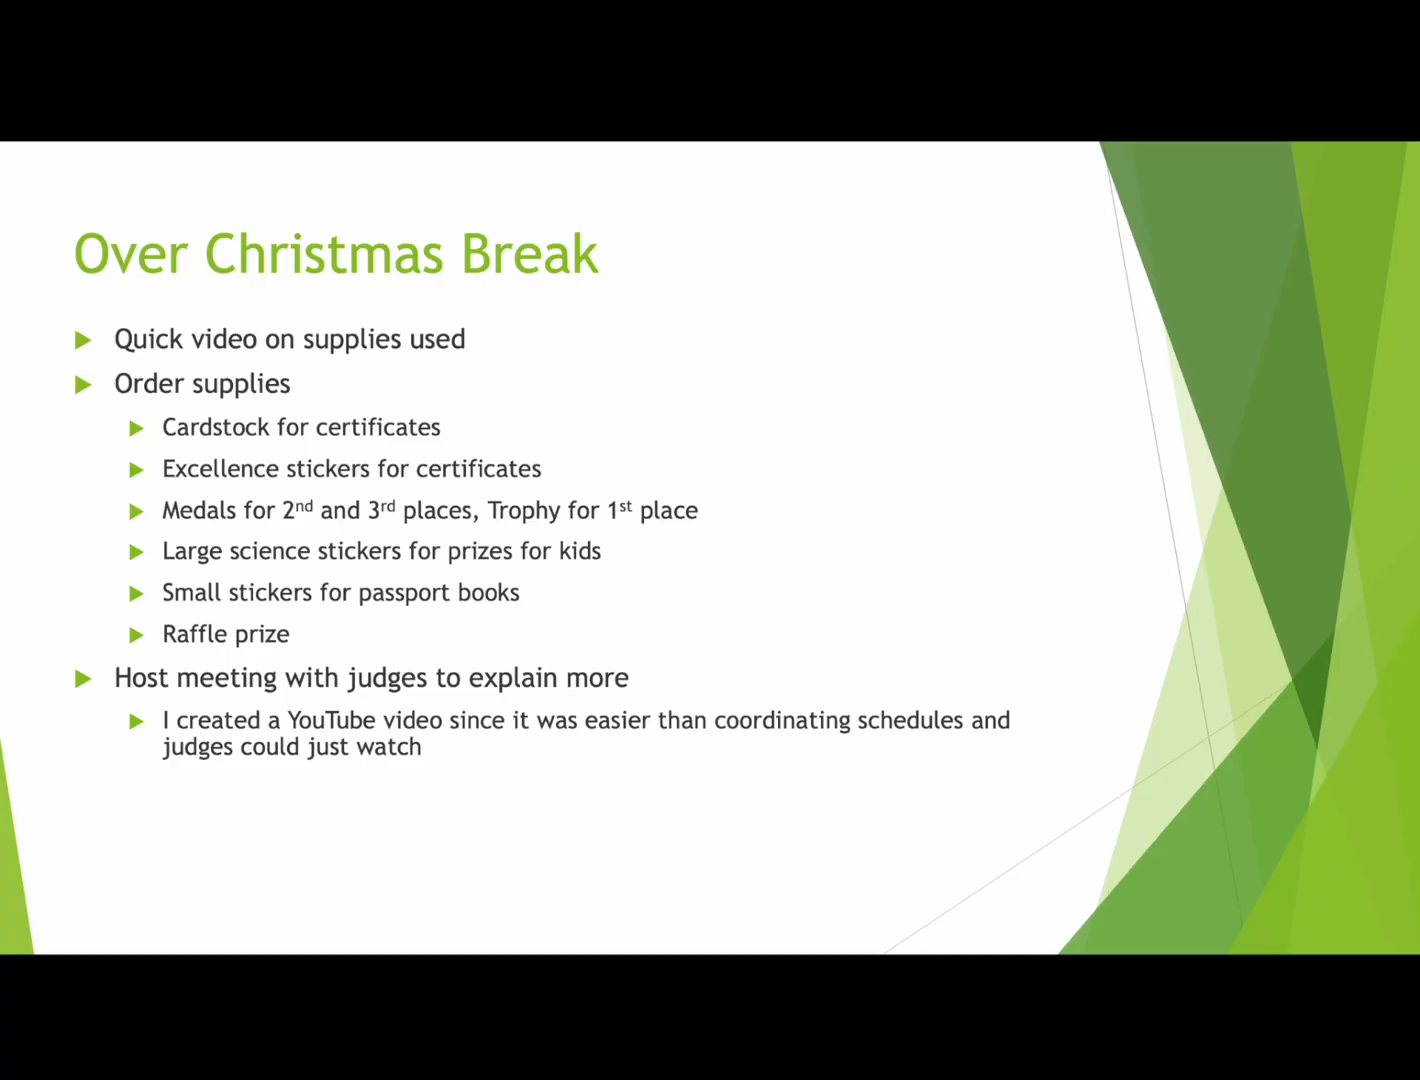 Over Christmas Break
Quick video on supplies used
Order supplies
Cardstock for certificates
Excellence stickers for certificates
Medals for 2nd and 3rd places, Trophy for 1st place
Large science stickers for prizes for kids
Small stickers for passport books
Raffle prize
Host meeting with judges to explain more
I created a YouTube video since it was easier than coordinating schedules and
judges could just watch